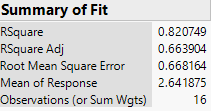 Summary of Fit
RSquare 0.820749
RSquare Adj 0.663904
Root Mean Square Error 0.668164
Mean of Response 2.641875
Observations (or Sum Wgts) 16